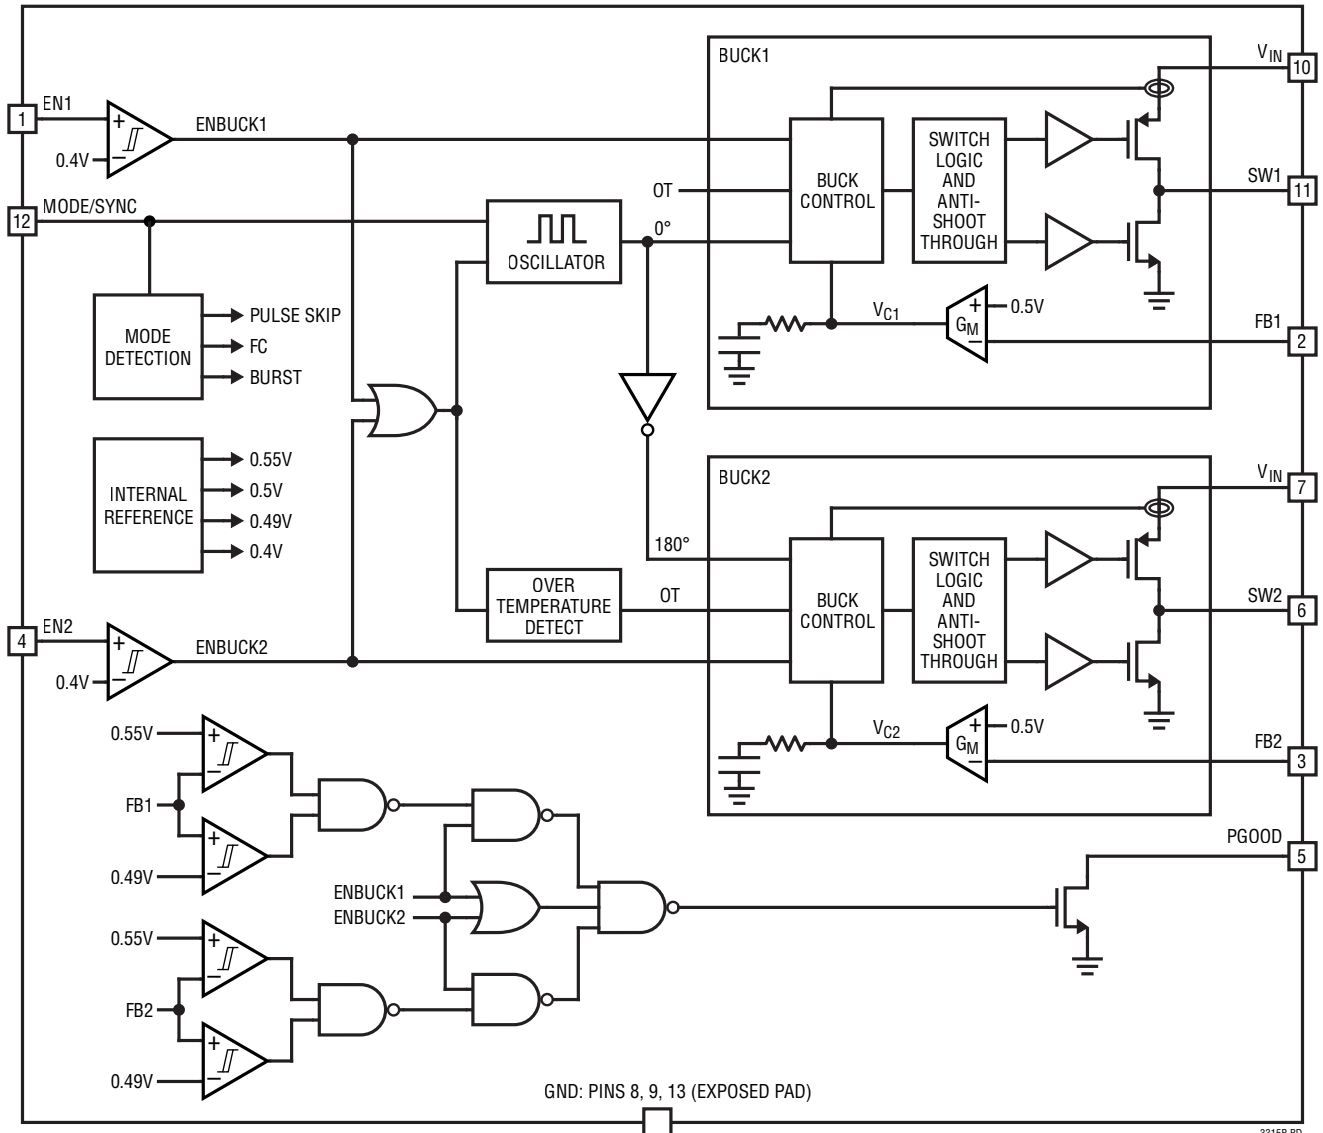 BUCK1
V_IN
10
EN1
1
+
−
0.4V
ENBUCK1
SWITCH
LOGIC
AND
ANTI-
SHOOT
THROUGH
BUCK
CONTROL
OT
SW1
11
MODE/SYNC
12
0°
OSCILLATOR
V_C1
G_M
+
−
0.5V
FB1
2
MODE
DETECTION
PULSE SKIP
FC
BURST
INTERNAL
REFERENCE
0.55V
0.5V
0.49V
0.4V
BUCK2
V_IN
7
180°
OVER
TEMPERATURE
DETECT
OT
BUCK
CONTROL
SWITCH
LOGIC
AND
ANTI-
SHOOT
THROUGH
SW2
6
EN2
4
+
−
0.4V
ENBUCK2
V_C2
G_M
+
−
0.5V
FB2
3
0.55V
+
−
FB1
+
−
0.49V
ENBUCK1
ENBUCK2
PGOOD
5
0.55V
+
−
FB2
+
−
0.49V
GND: PINS 8, 9, 13 (EXPOSED PAD)